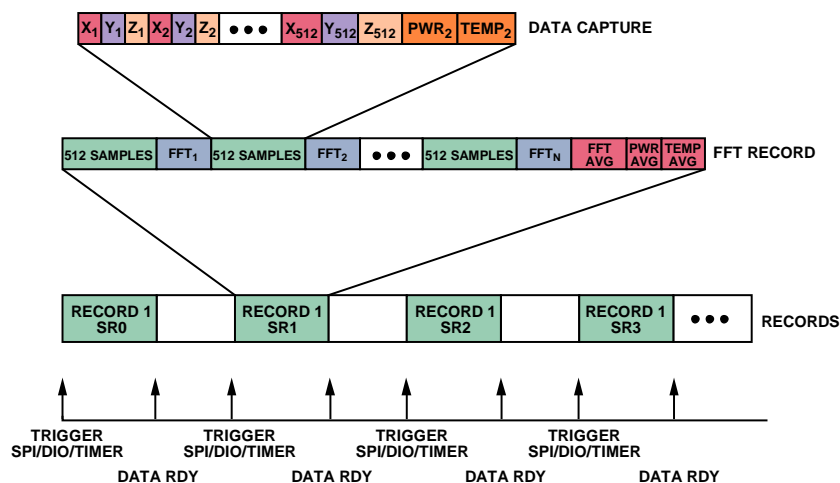 X1 Y1 Z1 X2 Y2 Z2 ● ● ● X512 Y512 Z512 PWR2 TEMP2 DATA CAPTURE
512 SAMPLES FFT1 512 SAMPLES FFT2 ● ● ● 512 SAMPLES FFTN FFT AVG PWR AVG TEMP AVG FFT RECORD
RECORD 1 SR0 RECORD 1 SR1 RECORD 1 SR2 RECORD 1 SR3 ● ● ● RECORDS
TRIGGER TRIGGER TRIGGER TRIGGER
SPI/DIO/TIMER SPI/DIO/TIMER SPI/DIO/TIMER SPI/DIO/TIMER
DATA RDY DATA RDY DATA RDY DATA RDY